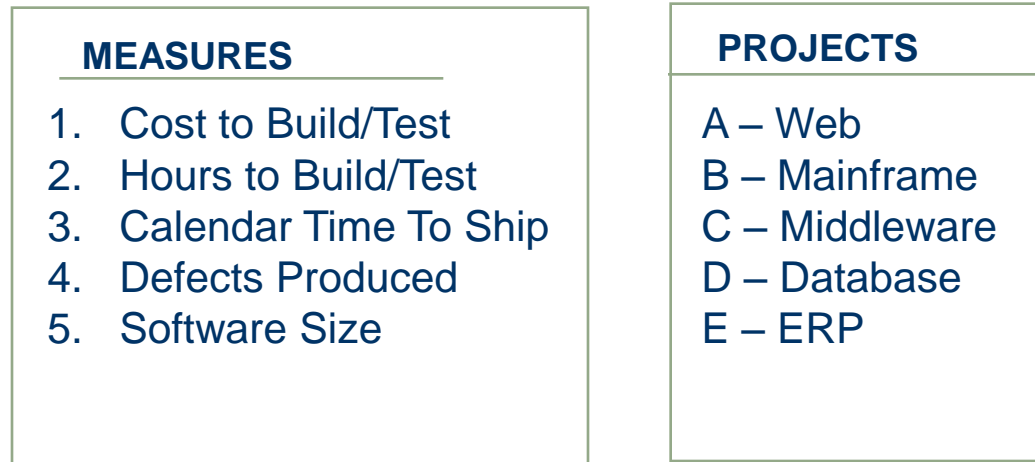 MEASURES
1. Cost to Build/Test
2. Hours to Build/Test
3. Calendar Time To Ship
4. Defects Produced
5. Software Size
PROJECTS
A – Web
B – Mainframe
C – Middleware
D – Database
E – ERP